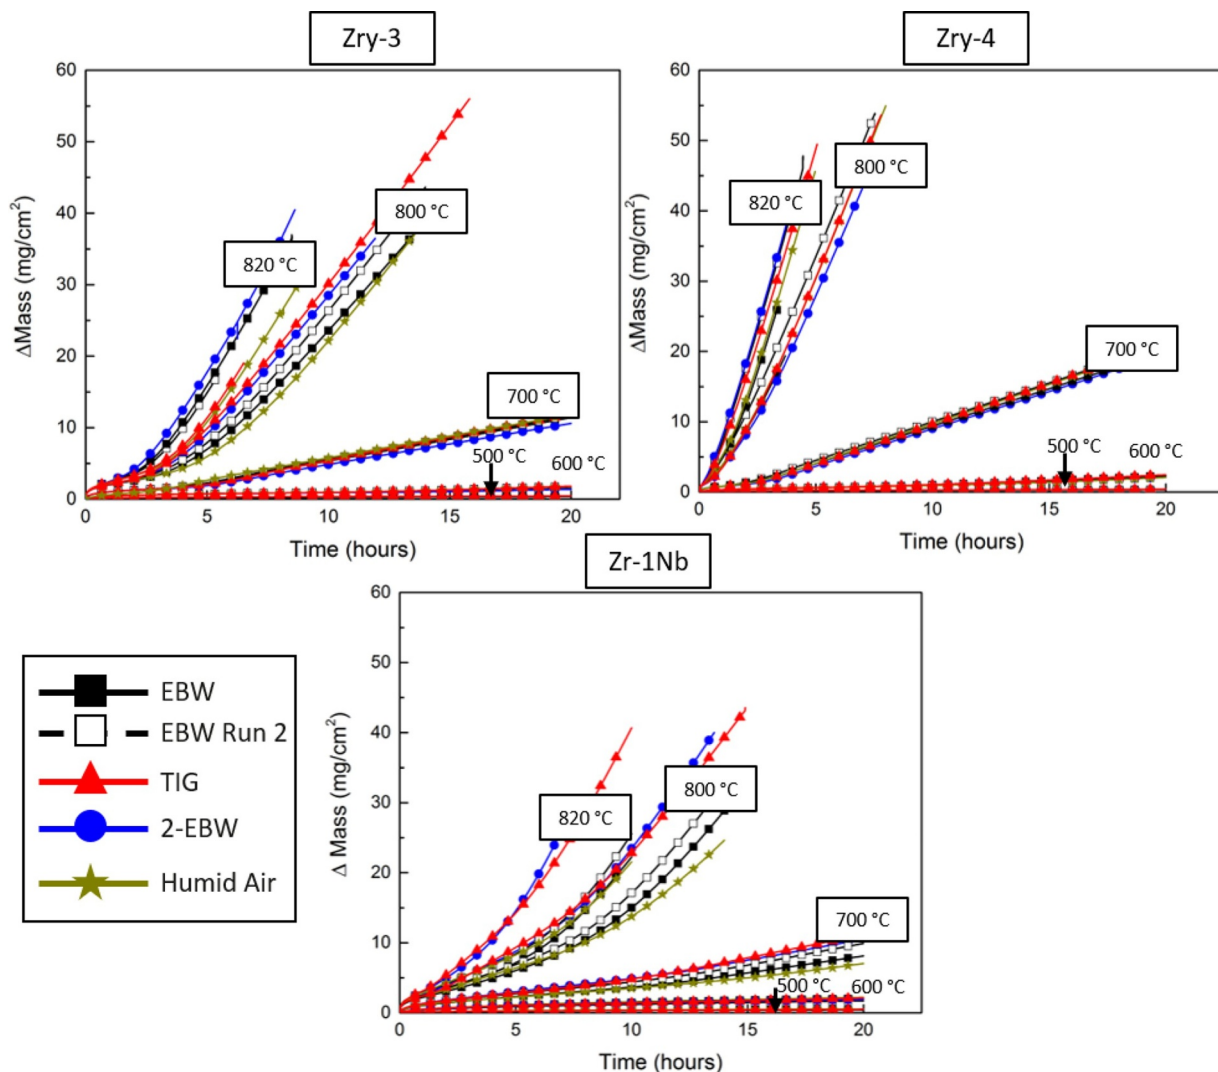 Zry-3
60
50
40
30
20
10
0
ΔMass (mg/cm²)
820 °C
800 °C
700 °C
500 °C
600 °C
0 5 10 15 20
Time (hours)
Zry-4
60
50
40
30
20
10
0
ΔMass (mg/cm²)
820 °C
800 °C
700 °C
500 °C
600 °C
0 5 10 15 20
Time (hours)
Zr-1Nb
60
50
40
30
20
10
0
Δ Mass (mg/cm²)
820 °C
800 °C
700 °C
500 °C
600 °C
0 5 10 15 20
Time (hours)
EBW
EBW Run 2
TIG
2-EBW
Humid Air